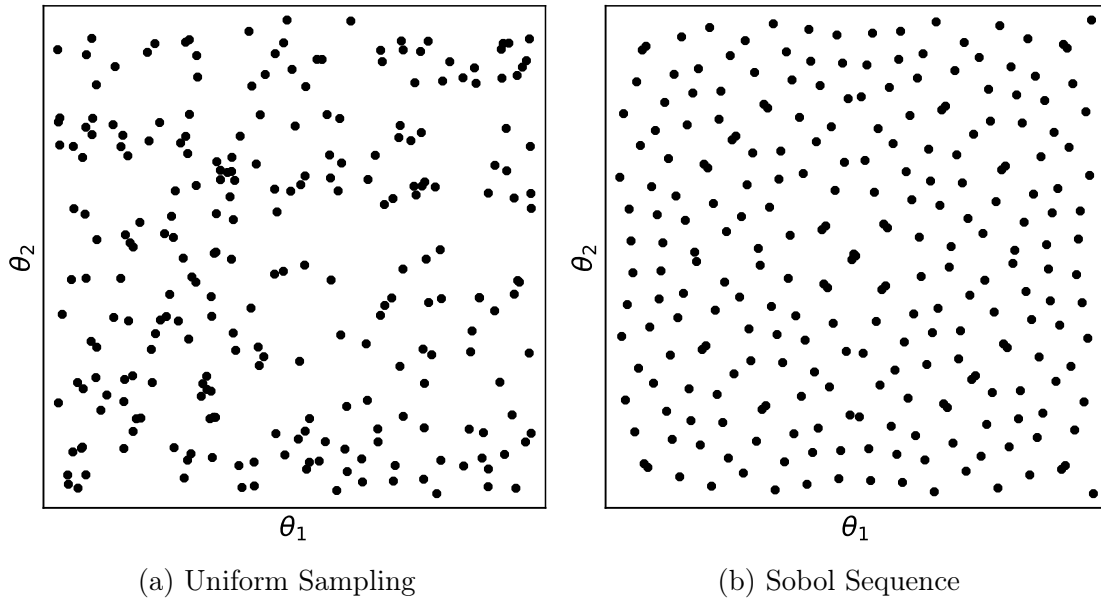 θ₂
θ₁
(a) Uniform Sampling
θ₂
θ₁
(b) Sobol Sequence